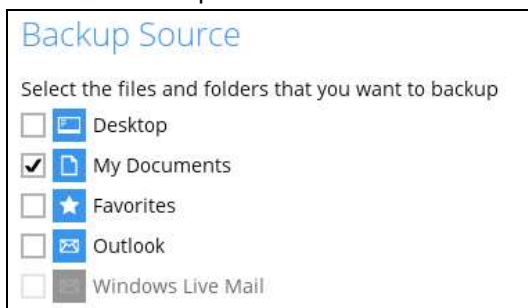 Backup Source
Select the files and folders that you want to backup
Desktop
My Documents
Favorites
Outlook
Windows Live Mail